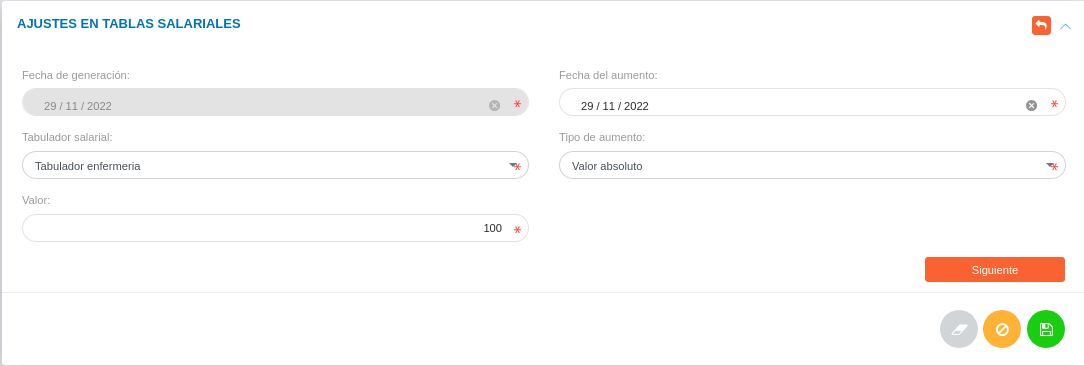 AJUSTES EN TABLAS SALARIALES
Fecha de generación:
Fecha del aumento:
29 / 11 / 2022
29 / 11 / 2022
Tabulador salarial:
Tipo de aumento:
Tabulador enfermeria
Valor absoluto
Valor:
100
Siguiente